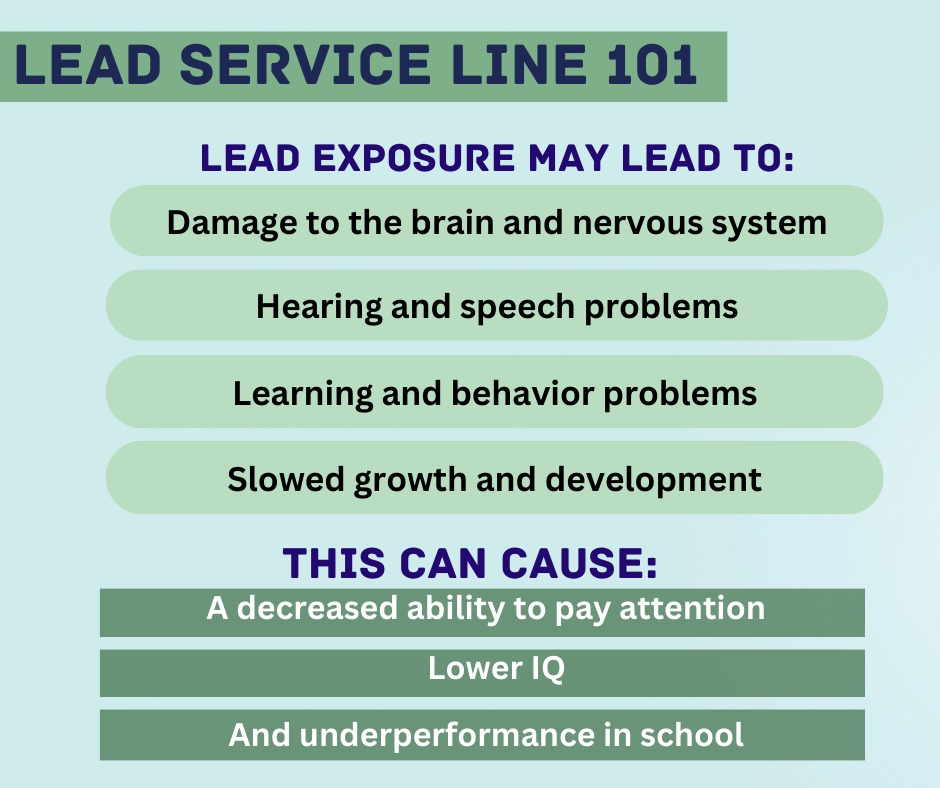 LEAD SERVICE LINE 101
LEAD EXPOSURE MAY LEAD TO:
Damage to the brain and nervous system
Hearing and speech problems
Learning and behavior problems
Slowed growth and development
THIS CAN CAUSE:
A decreased ability to pay attention
Lower IQ
And underperformance in school